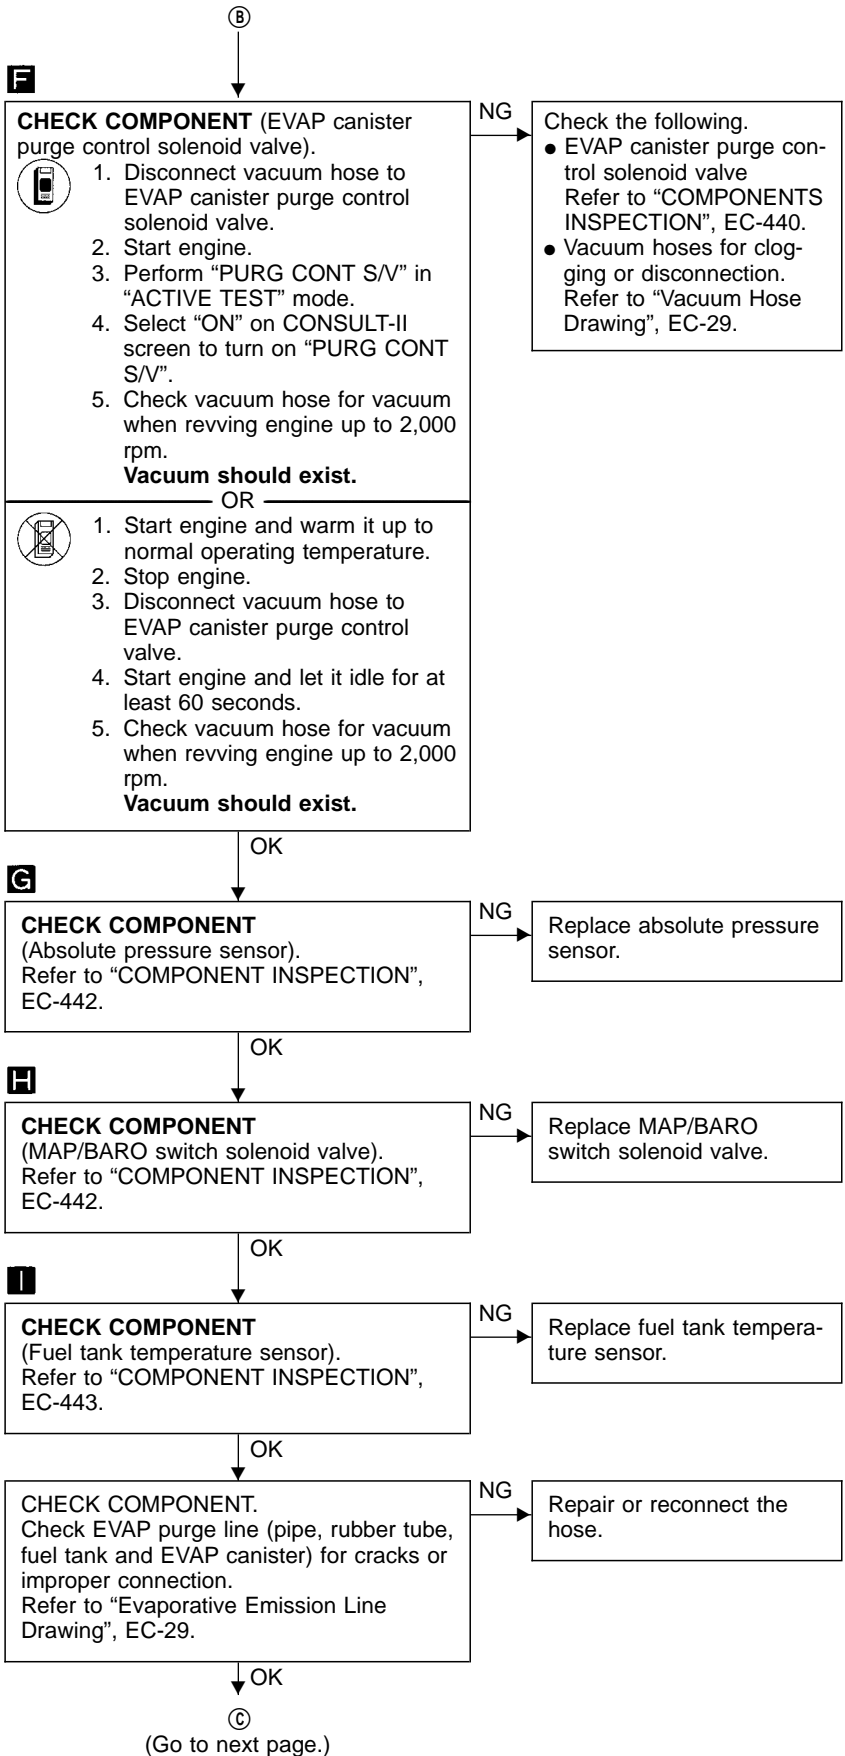 Ⓑ
F
CHECK COMPONENT (EVAP canister
purge control solenoid valve).
1. Disconnect vacuum hose to
EVAP canister purge control
solenoid valve.
2. Start engine.
3. Perform “PURG CONT S/V” in
“ACTIVE TEST” mode.
4. Select “ON” on CONSULT-II
screen to turn on “PURG CONT
S/V”.
5. Check vacuum hose for vacuum
when revving engine up to 2,000
rpm.
Vacuum should exist.
OR
1. Start engine and warm it up to
normal operating temperature.
2. Stop engine.
3. Disconnect vacuum hose to
EVAP canister purge control
valve.
4. Start engine and let it idle for at
least 60 seconds.
5. Check vacuum hose for vacuum
when revving engine up to 2,000
rpm.
Vacuum should exist.
NG
Check the following.
● EVAP canister purge con-
trol solenoid valve
Refer to “COMPONENTS
INSPECTION”, EC-440.
● Vacuum hoses for clog-
ging or disconnection.
Refer to “Vacuum Hose
Drawing”, EC-29.
OK
G
CHECK COMPONENT
(Absolute pressure sensor).
Refer to “COMPONENT INSPECTION”,
EC-442.
NG
Replace absolute pressure
sensor.
OK
H
CHECK COMPONENT
(MAP/BARO switch solenoid valve).
Refer to “COMPONENT INSPECTION”,
EC-442.
NG
Replace MAP/BARO
switch solenoid valve.
OK
I
CHECK COMPONENT
(Fuel tank temperature sensor).
Refer to “COMPONENT INSPECTION”,
EC-443.
NG
Replace fuel tank tempera-
ture sensor.
OK
CHECK COMPONENT.
Check EVAP purge line (pipe, rubber tube,
fuel tank and EVAP canister) for cracks or
improper connection.
Refer to “Evaporative Emission Line
Drawing”, EC-29.
NG
Repair or reconnect the
hose.
OK
Ⓒ
(Go to next page.)